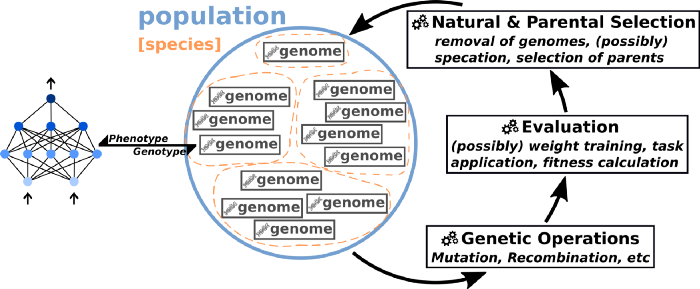 population
[species]
genome
genome
genome
genome
genome
genome
genome
genome
genome
genome
genome
genome
Phenotype
Genotype
Natural & Parental Selection
removal of genomes, (possibly)
specation, selection of parents
Evaluation
(possibly) weight training, task
application, fitness calculation
Genetic Operations
Mutation, Recombination, etc